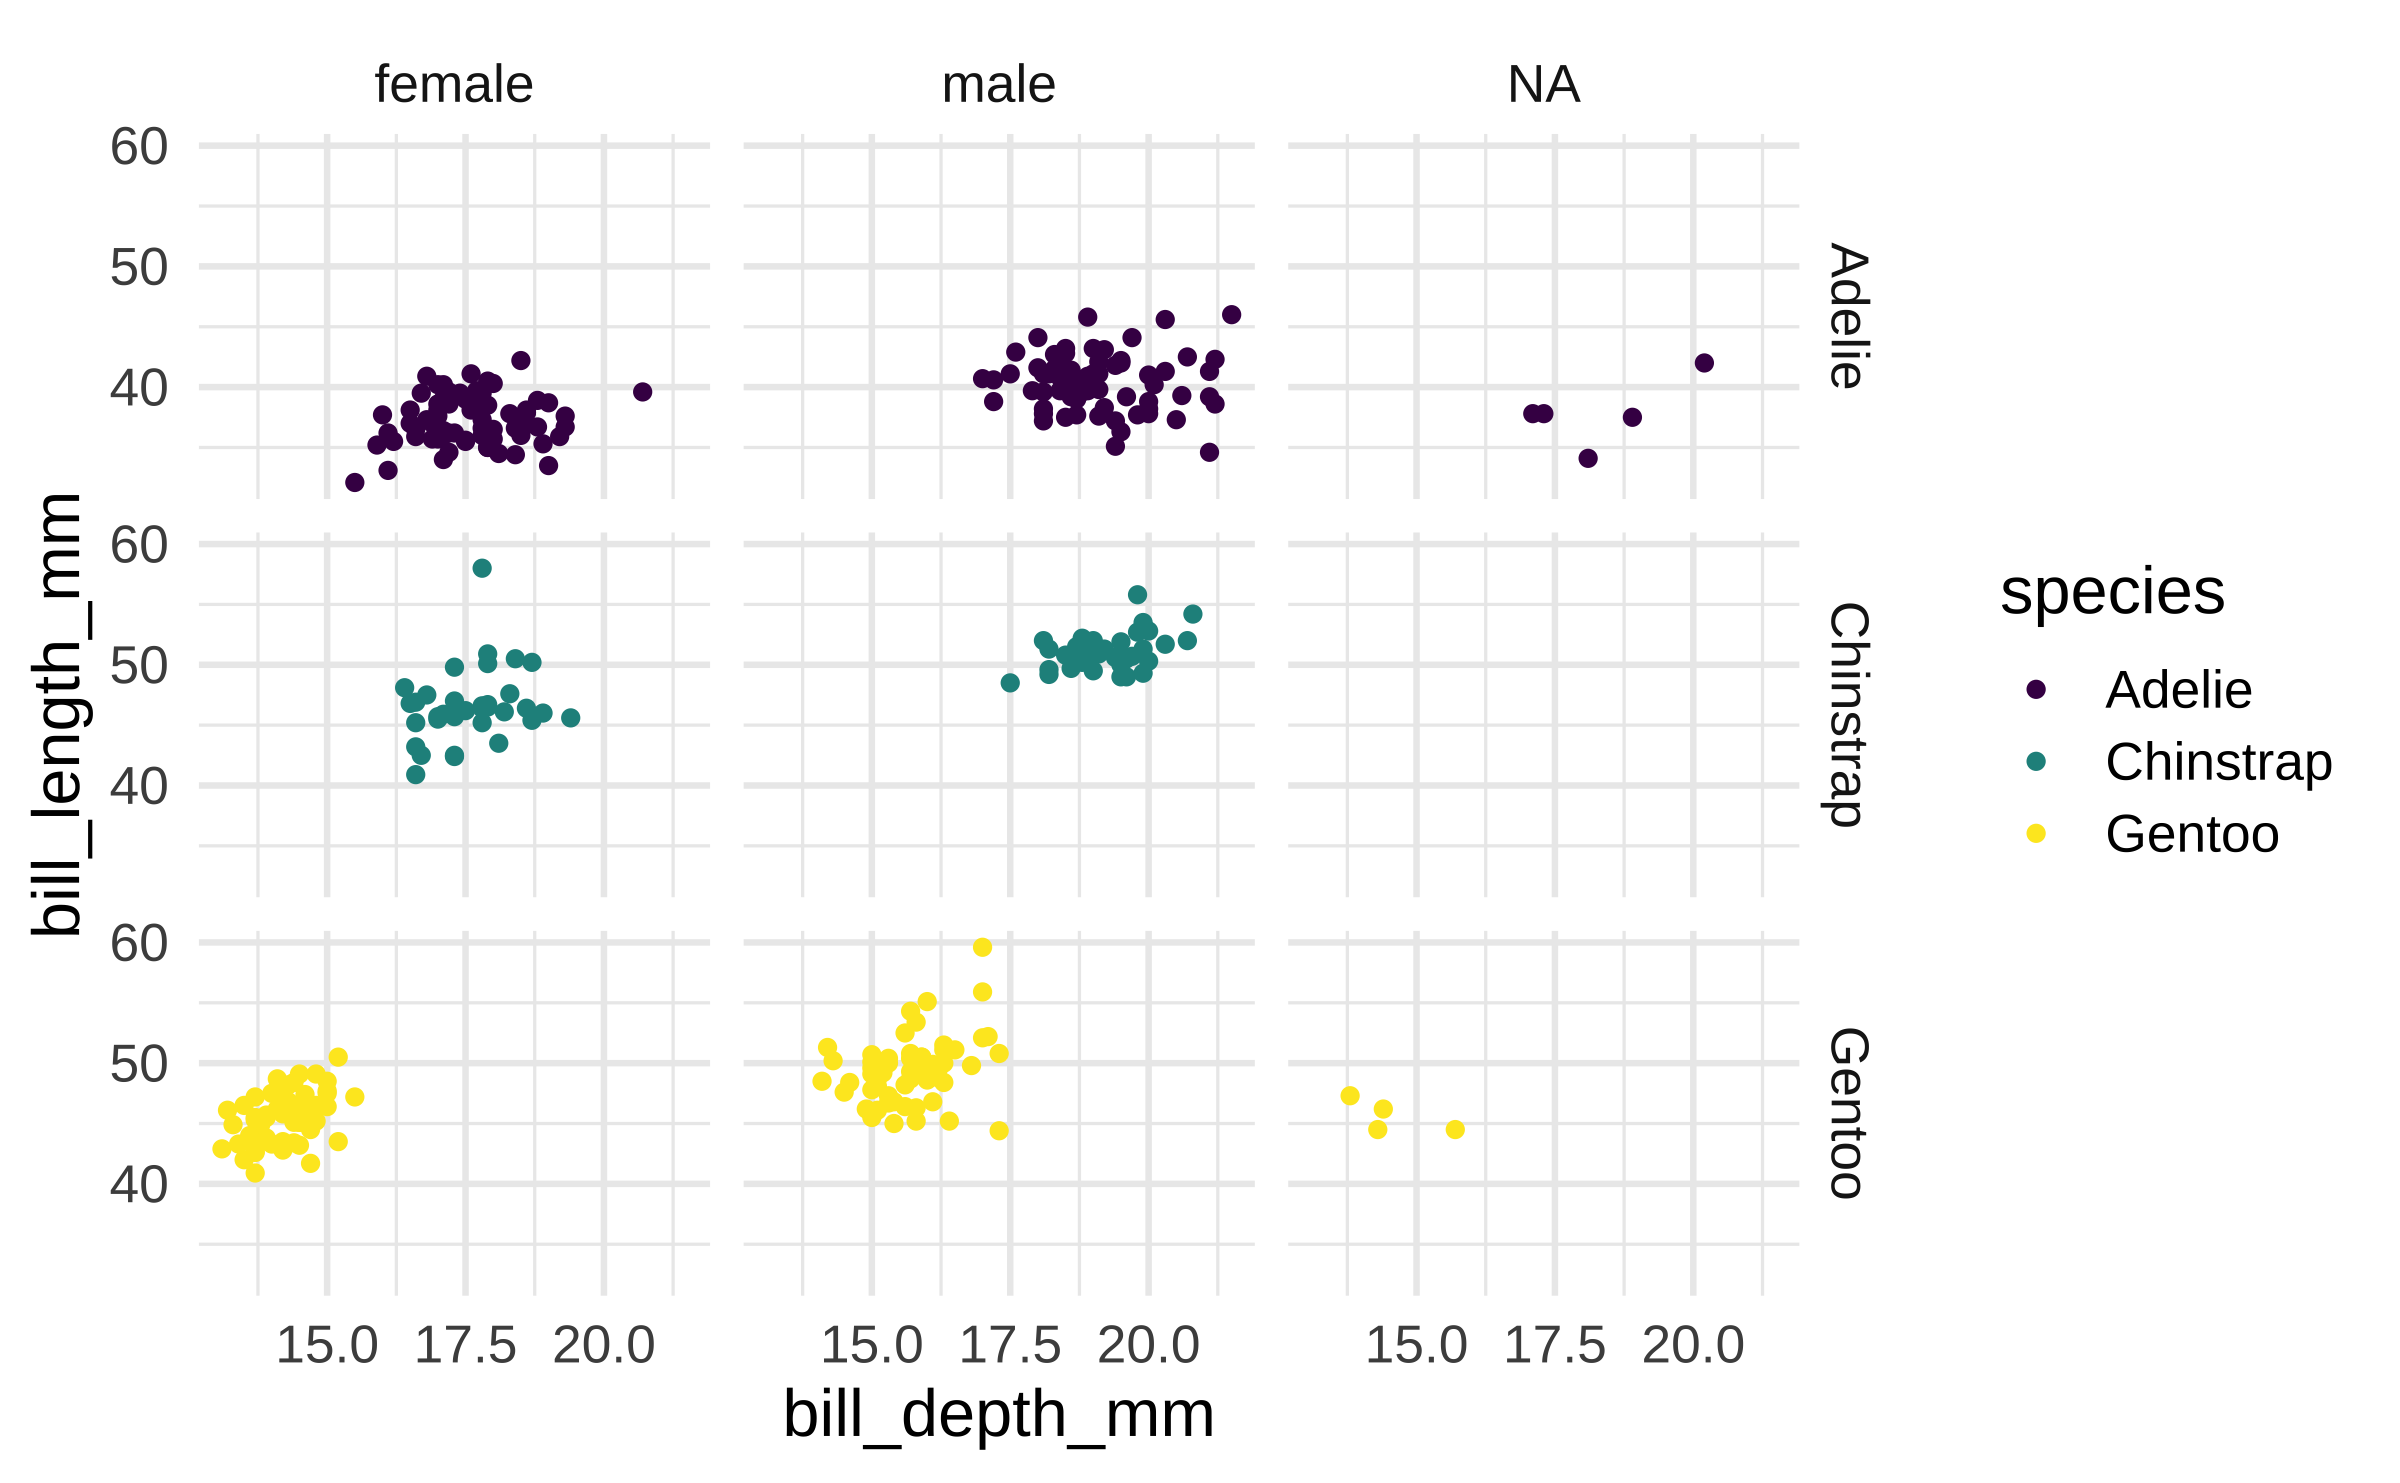 female male NA
60
50
40
Adelie
60
50
40
Chinstrap
60
50
40
Gentoo
15.0 17.5 20.0 15.0 17.5 20.0 15.0 17.5 20.0
bill_depth_mm
bill_length_mm
species
Adelie
Chinstrap
Gentoo